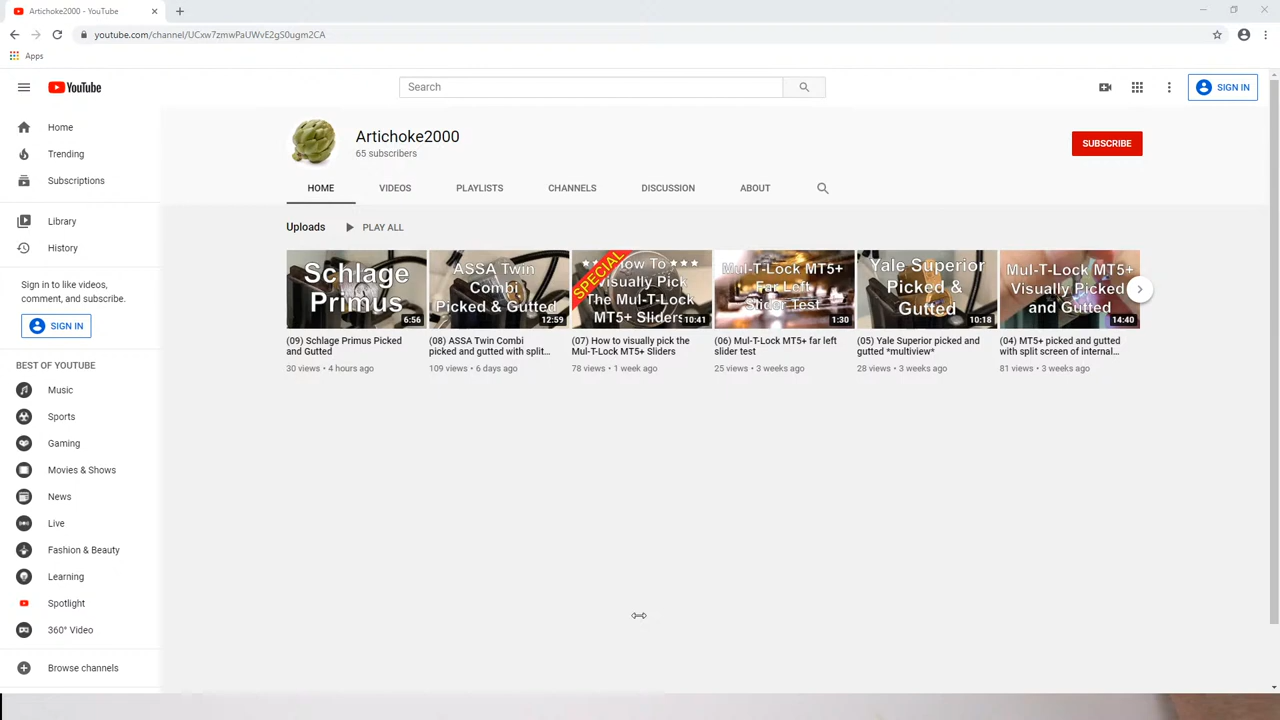 Artichoke2000 - YouTube
youtube.com/channel/UCxw7zmwPaUWvE2gS0ugm2CA
Apps
YouTube
Search
SIGN IN
Home
Trending
Subscriptions
Library
History
Sign in to like videos,
comment, and subscribe.
SIGN IN
BEST OF YOUTUBE
Music
Sports
Gaming
Movies & Shows
News
Live
Fashion & Beauty
Learning
Spotlight
360° Video
Browse channels
Artichoke2000
65 subscribers
SUBSCRIBE
HOME VIDEOS PLAYLISTS CHANNELS DISCUSSION ABOUT
Uploads PLAY ALL
Schlage
Primus
6:56
(09) Schlage Primus Picked
and Gutted
30 views • 4 hours ago
ASSA Twin
Combi
Picked & Gutted
12:59
(08) ASSA Twin Combi
picked and gutted with split...
109 views • 6 days ago
SPECIAL
How To
Visually Pick
The Mul-T-Lock
MT5+ Sliders
10:41
(07) How to visually pick the
Mul-T-Lock MT5+ Sliders
78 views • 1 week ago
Mul-T-Lock MT5+
Far Left
Slider Test
1:30
(06) Mul-T-Lock MT5+ far left
slider test
25 views • 3 weeks ago
Yale Superior
Picked &
Gutted
10:18
(05) Yale Superior picked and
gutted *multiview*
28 views • 3 weeks ago
Mul-T-Lock MT5+
Visually Picked
and Gutted
14:40
(04) MT5+ picked and gutted
with split screen of internal...
81 views • 3 weeks ago